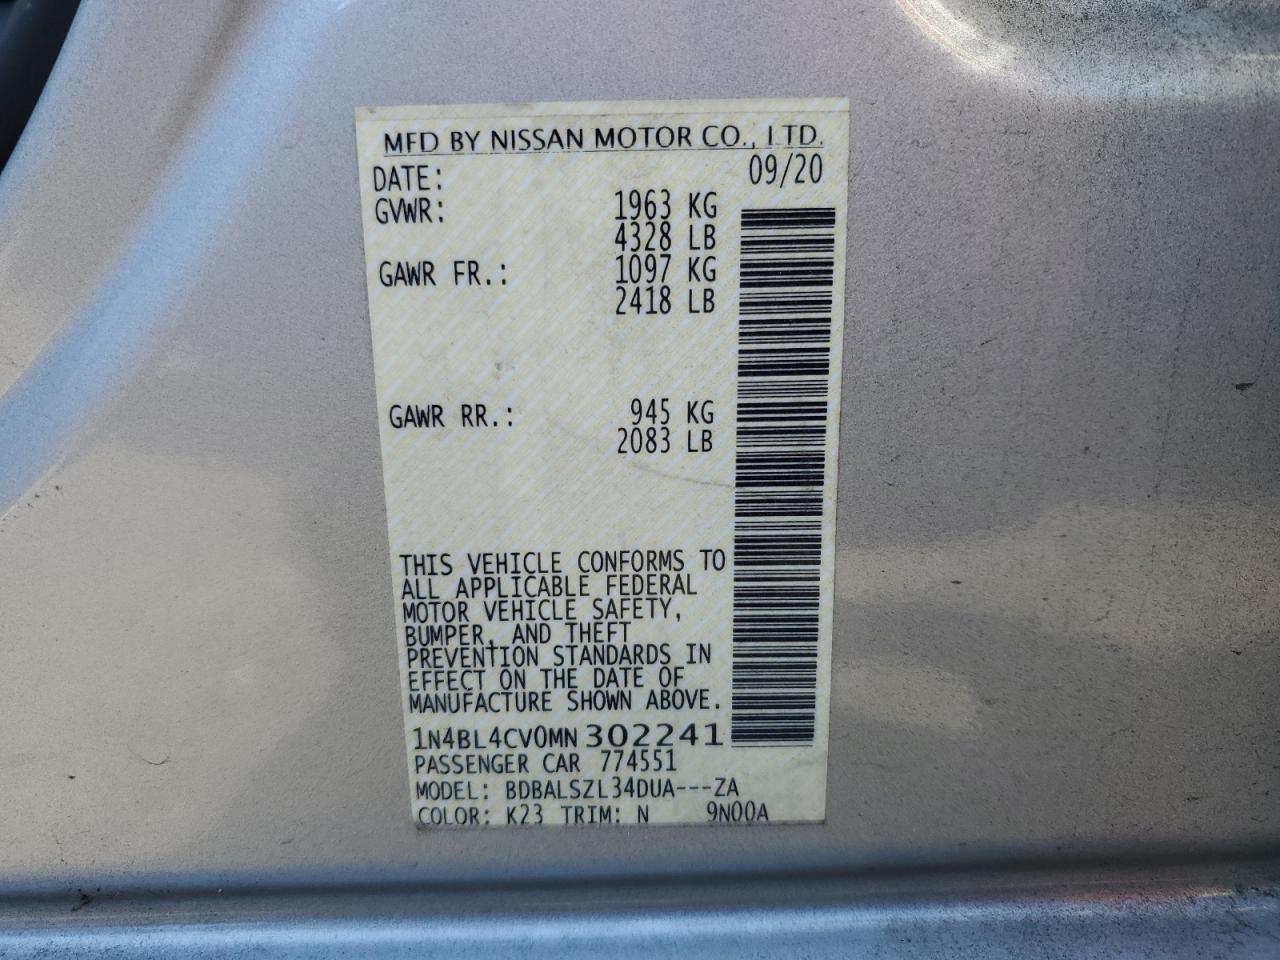 MFD BY NISSAN MOTOR CO., LTD.
DATE: 09/20
GVWR: 1963 KG
4328 LB
GAWR FR.: 1097 KG
2418 LB
GAWR RR.: 945 KG
2083 LB
THIS VEHICLE CONFORMS TO
ALL APPLICABLE FEDERAL
MOTOR VEHICLE SAFETY,
BUMPER, AND THEFT
PREVENTION STANDARDS IN
EFFECT ON THE DATE OF
MANUFACTURE SHOWN ABOVE.
1N4BL4CV0MN302241
PASSENGER CAR 774551
MODEL: BDBALSZL34DUA---ZA
COLOR: K23 TRIM: N 9N00A